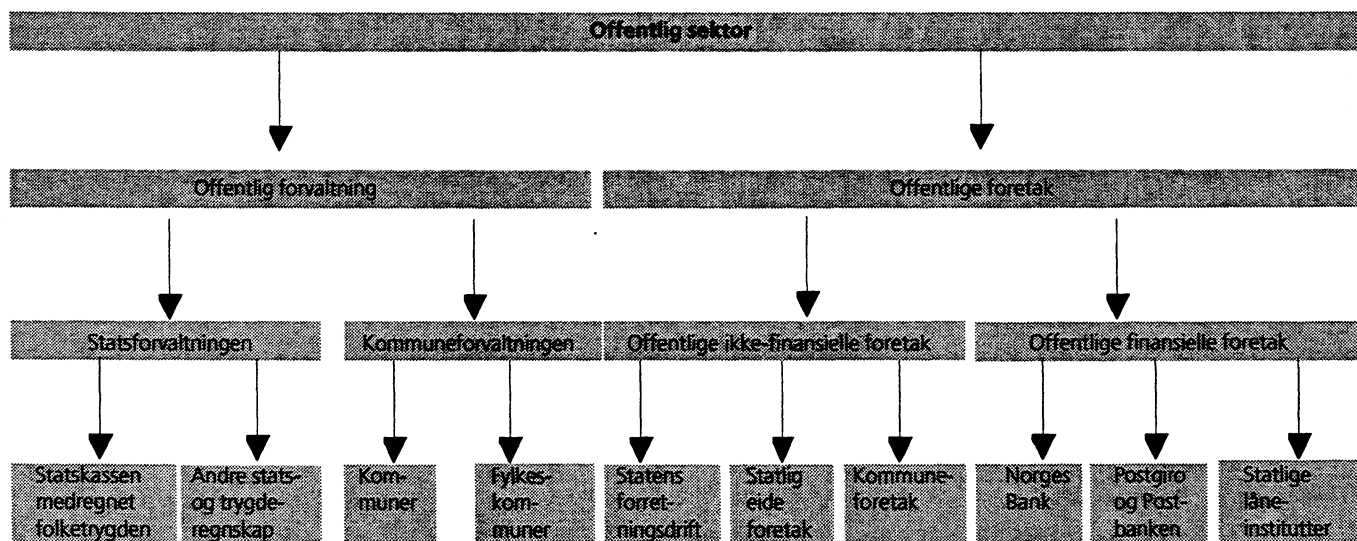 Offentlig sektor
Offentlig forvaltning
Offentlige foretak
Statsforvaltningen
Kommuneforvaltningen
Offentlige ikke-finansielle foretak
Offentlige finansielle foretak
Statskassen
medregnet
folketrygden
Andre stats-
og trygde-
regnskap
Kom-
muner
Fylkes-
kom-
muner
Statens
forret-
ningsdrift
Statlig
eide
foretak
Kommune-
foretak
Norges
Bank
Postgiro
og Post-
banken
Statlige
låne-
institutter